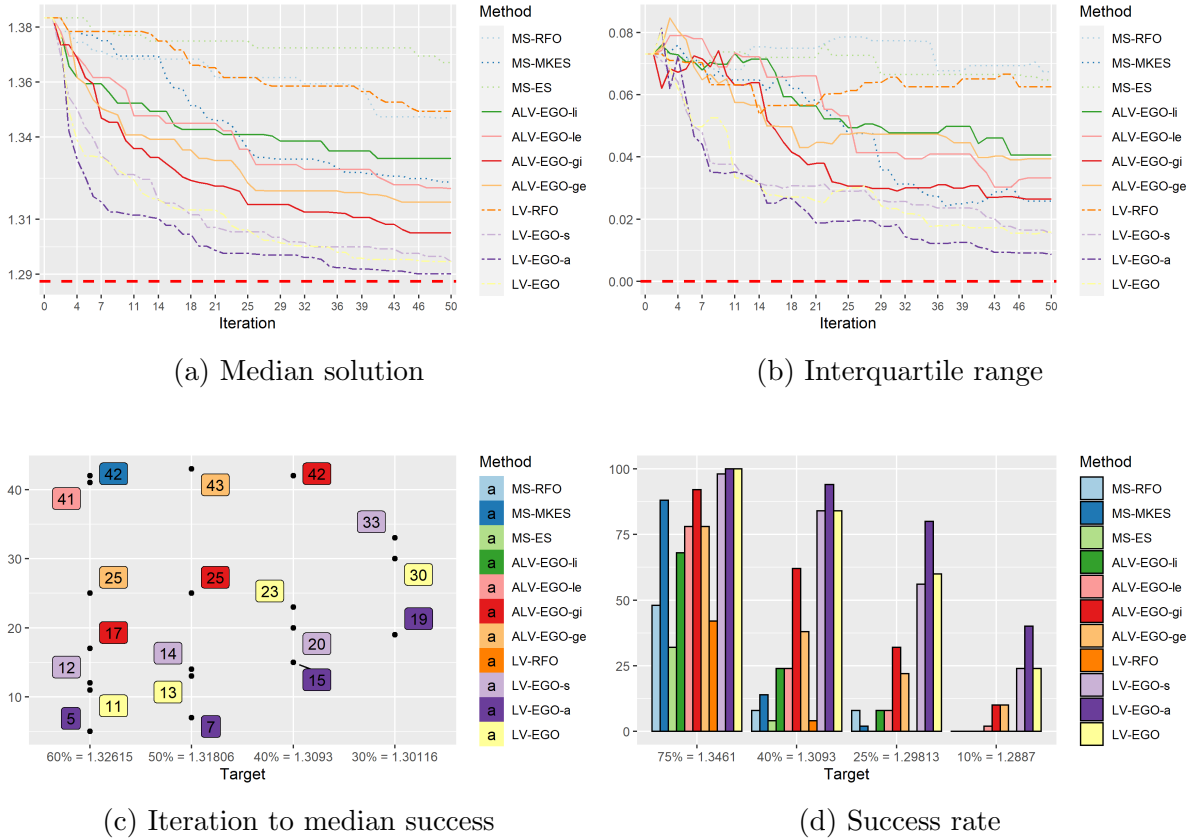 Method
MS-RFO
MS-MKES
MS-ES
ALV-EGO-li
ALV-EGO-le
ALV-EGO-gi
ALV-EGO-ge
LV-RFO
LV-EGO-s
LV-EGO-a
LV-EGO
1.38
1.36
1.34
1.31
1.29
0 4 7 11 14 18 21 25 29 32 36 39 43 46 50
Iteration
(a) Median solution
Method
MS-RFO
MS-MKES
MS-ES
ALV-EGO-li
ALV-EGO-le
ALV-EGO-gi
ALV-EGO-ge
LV-RFO
LV-EGO-s
LV-EGO-a
LV-EGO
0.08
0.06
0.04
0.02
0.00
0 4 7 11 14 18 21 25 29 32 36 39 43 46 50
Iteration
(b) Interquartile range
40
30
20
10
42
41
25
17
12
11
5
43
25
14
13
7
42
23
20
15
33
30
19
60% = 1.32615 50% = 1.31806 40% = 1.3093 30% = 1.30116
Target
Method
a MS-RFO
a MS-MKES
a MS-ES
a ALV-EGO-li
a ALV-EGO-le
a ALV-EGO-gi
a ALV-EGO-ge
a LV-RFO
a LV-EGO-s
a LV-EGO-a
a LV-EGO
(c) Iteration to median success
100
75
50
25
0
75% = 1.3461 40% = 1.3093 25% = 1.29813 10% = 1.2887
Target
Method
MS-RFO
MS-MKES
MS-ES
ALV-EGO-li
ALV-EGO-le
ALV-EGO-gi
ALV-EGO-ge
LV-RFO
LV-EGO-s
LV-EGO-a
LV-EGO
(d) Success rate